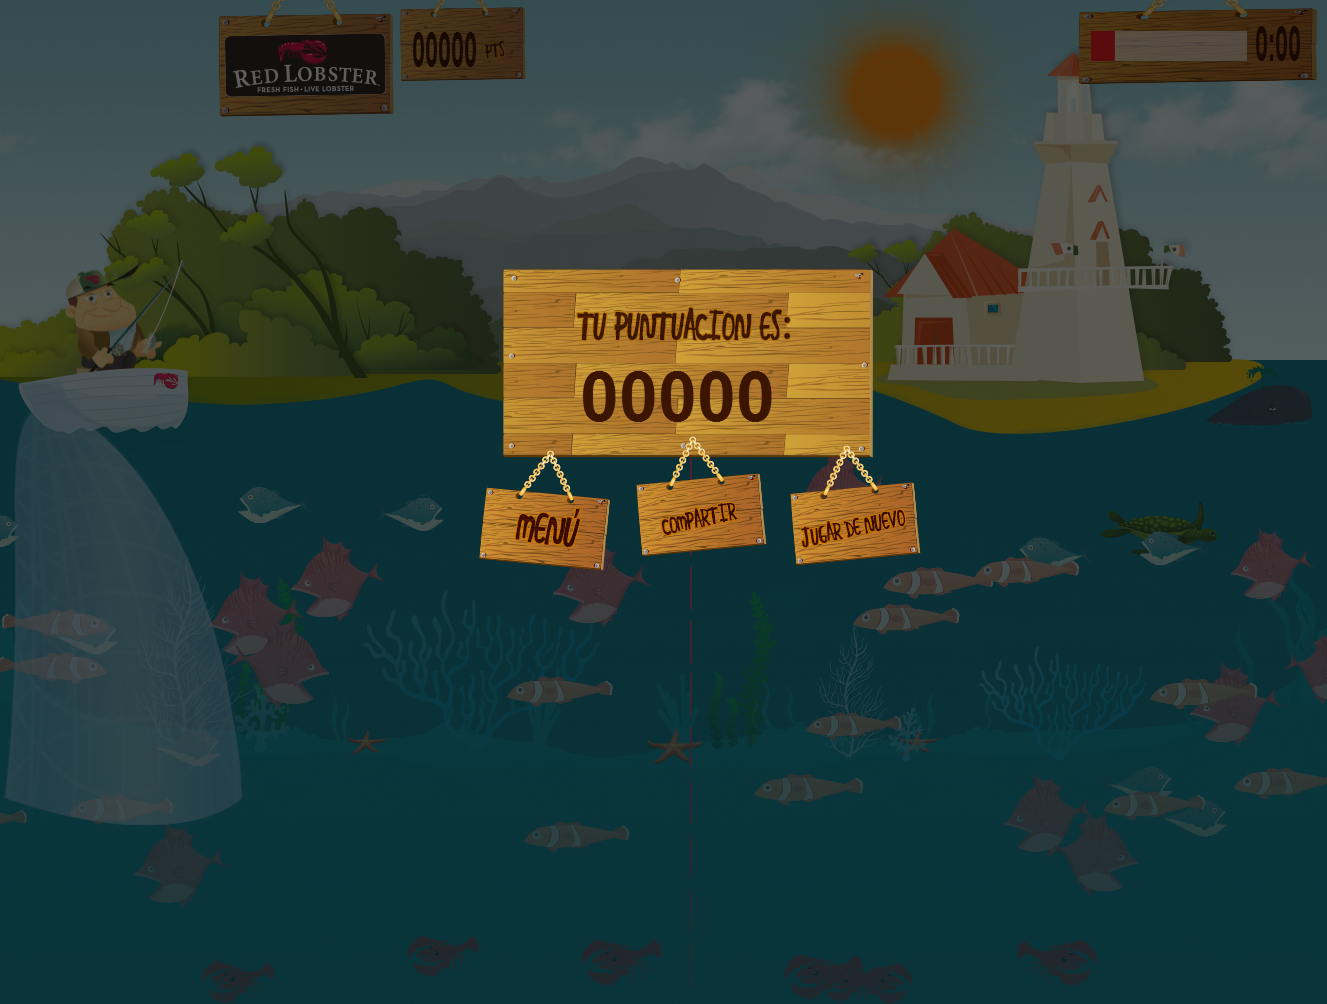 RED LOBSTER
FRESH FISH • LIVE LOBSTER
00000 PTS
0:00
TU PUNTUACION ES:
00000
MENÚ
COMPARTIR
JUGAR DE NUEVO